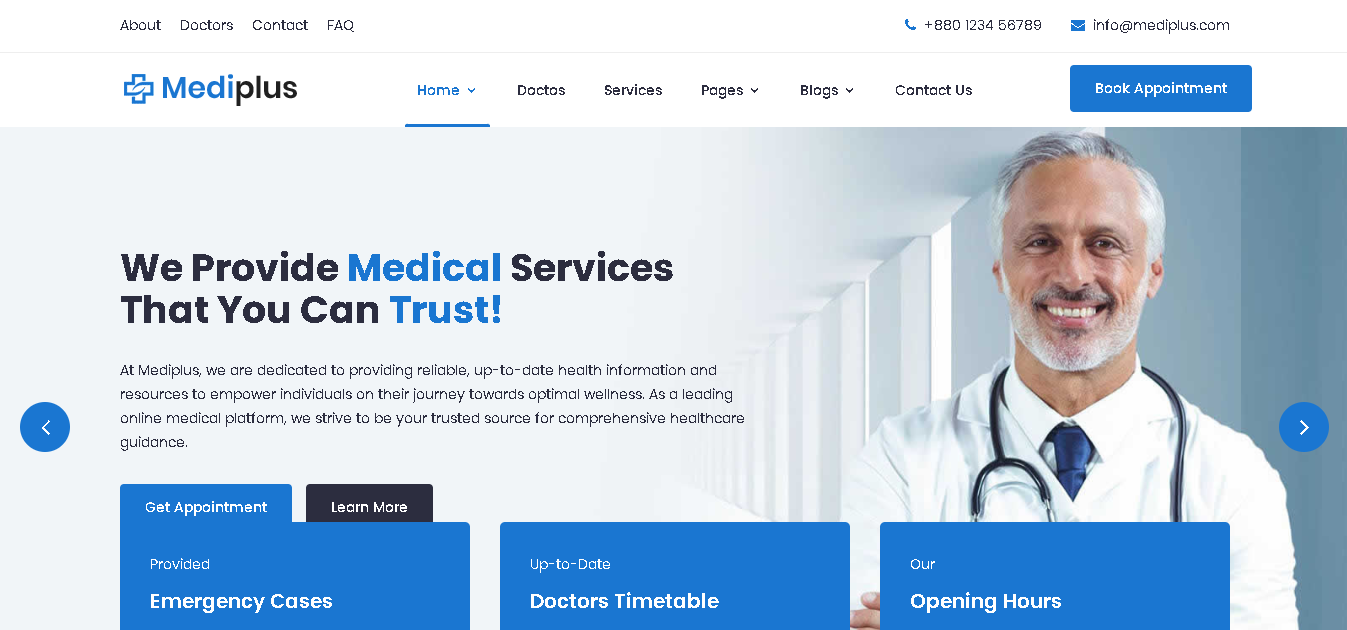 About Doctors Contact FAQ +880 1234 56789 info@mediplus.com
Mediplus Home Doctos Services Pages Blogs Contact Us Book Appointment
We Provide Medical Services
That You Can Trust!
At Mediplus, we are dedicated to providing reliable, up-to-date health information and
resources to empower individuals on their journey towards optimal wellness. As a leading
online medical platform, we strive to be your trusted source for comprehensive healthcare
guidance.
Get Appointment Learn More
Provided Up-to-Date Our
Emergency Cases Doctors Timetable Opening Hours